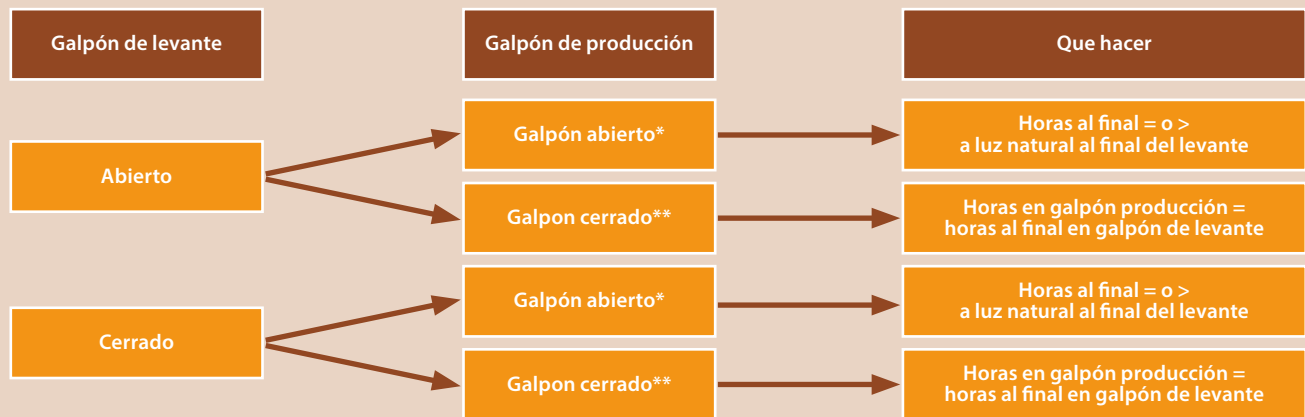 Galpón de levante
Galpón de producción
Que hacer
Abierto
Galpón abierto*
Horas al final = o >
a luz natural al final del levante
Galpon cerrado**
Horas en galpón producción =
horas al final en galpón de levante
Cerrado
Galpón abierto*
Horas al final = o >
a luz natural al final del levante
Galpon cerrado**
Horas en galpón producción =
horas al final en galpón de levante